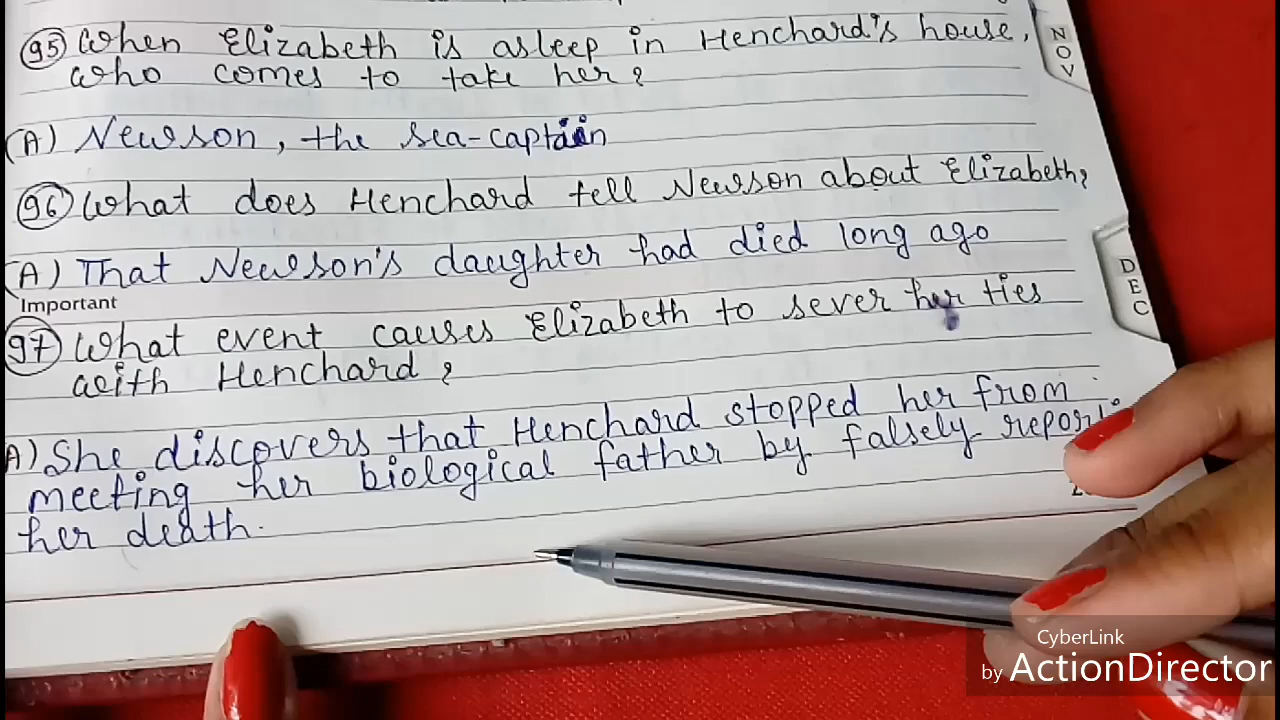 95 When Elizabeth is asleep in Henchard's house,
who comes to take her?
(A) Newson, the sea-captain
96 What does Henchard tell Newson about Elizabeth?
(A) That Newson's daughter had died long ago
Important
97 What event causes Elizabeth to sever her ties
with Henchard?
A) She discovers that Henchard stopped her from
meeting her biological father by falsely reporti
her death.
NOV
DEC
CyberLink
by ActionDirector